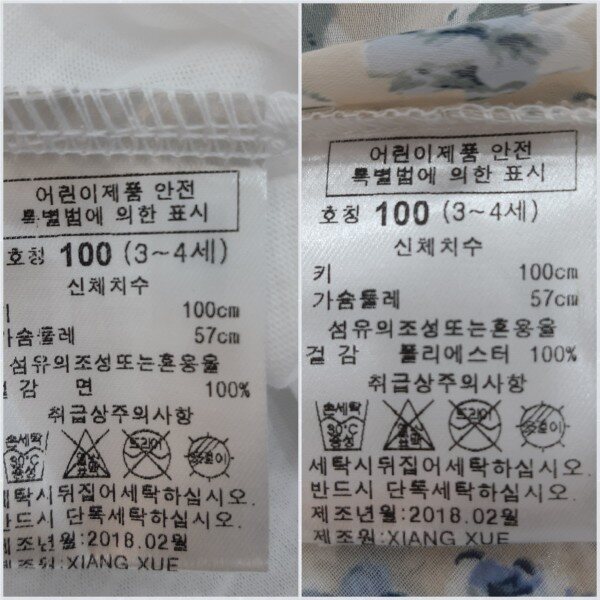 어린이제품 안전
특별법에 의한 표시
호칭 100 (3~4세)
신체치수
키 100cm
가슴둘레 57cm
섬유의조성또는혼용율
겉 감 면 100%
취급상주의사항
손세탁 30°C 중성
드라이
세탁시뒤집어세탁하십시오.
반드시 단독세탁하십시오.
제조년월:2018.02월
제조원:XIANG XUE
어린이제품 안전
특별법에 의한 표시
호칭 100 (3~4세)
신체치수
키 100cm
가슴둘레 57cm
섬유의조성또는혼용율
겉 감 폴리에스터 100%
취급상주의사항
손세탁 30°C 중성
드라이
세탁시뒤집어세탁하십시오.
반드시 단독세탁하십시오.
제조년월:2018.02월
제조원:XIANG XUE